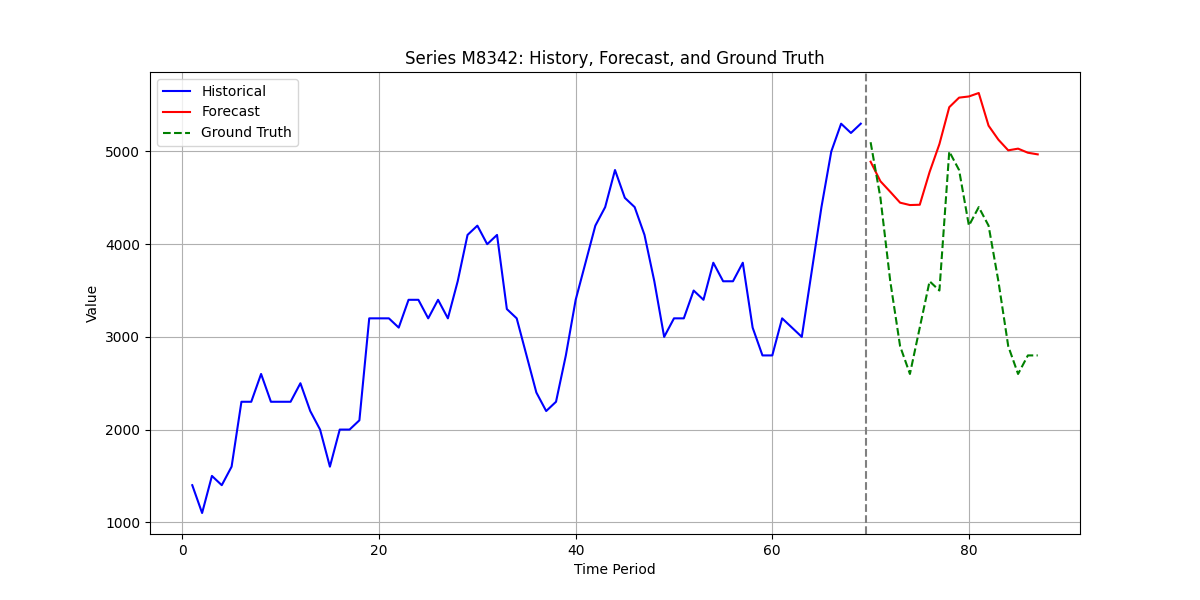 Series M8342: History, Forecast, and Ground Truth
Historical
Forecast
Ground Truth
5000
4000
3000
2000
1000
Value
0 20 40 60 80
Time Period